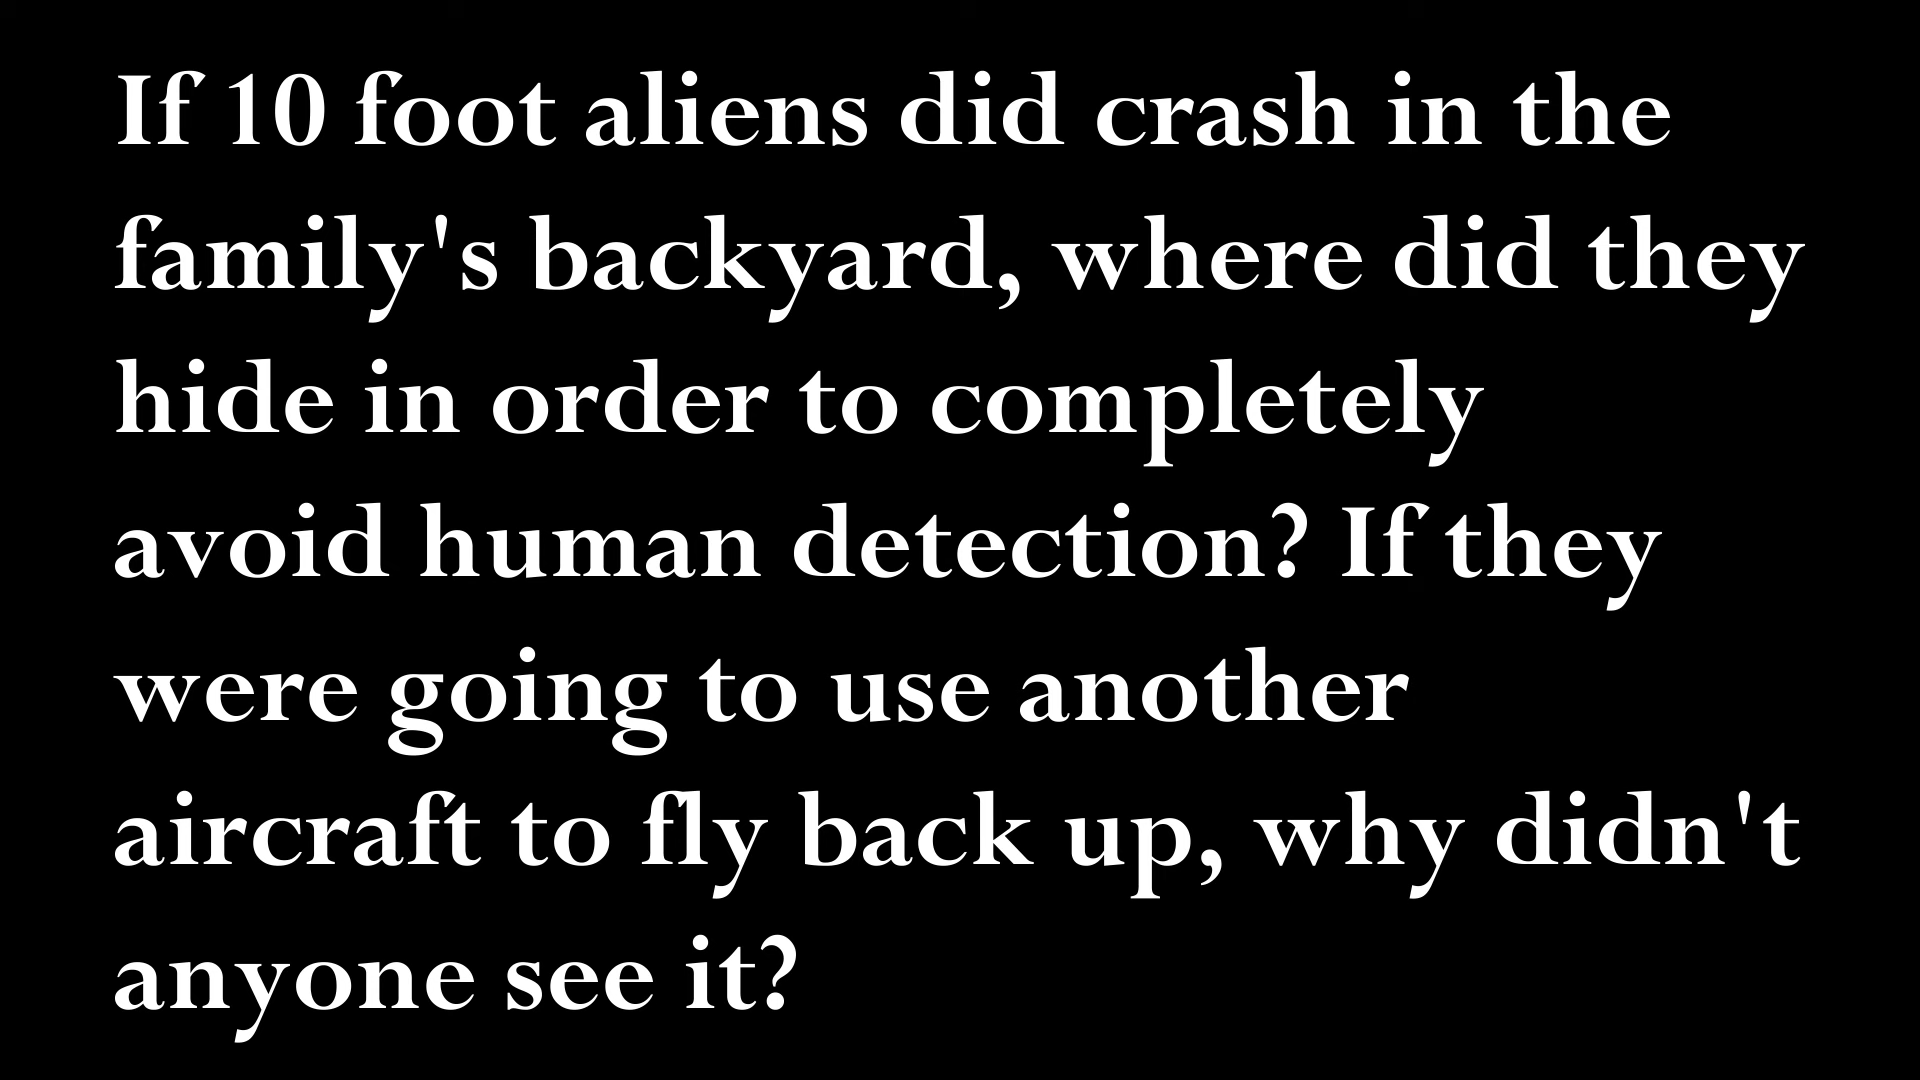 If 10 foot aliens did crash in the
family's backyard, where did they
hide in order to completely
avoid human detection? If they
were going to use another
aircraft to fly back up, why didn't
anyone see it?